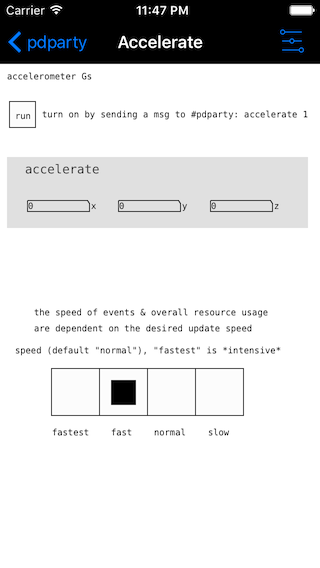 Carrier 11:47 PM
pdparty Accelerate
accelerometer Gs
run turn on by sending a msg to #pdparty: accelerate 1
accelerate
0 x 0 y 0 z
the speed of events & overall resource usage
are dependent on the desired update speed
speed (default "normal"), "fastest" is *intensive*
fastest fast normal slow